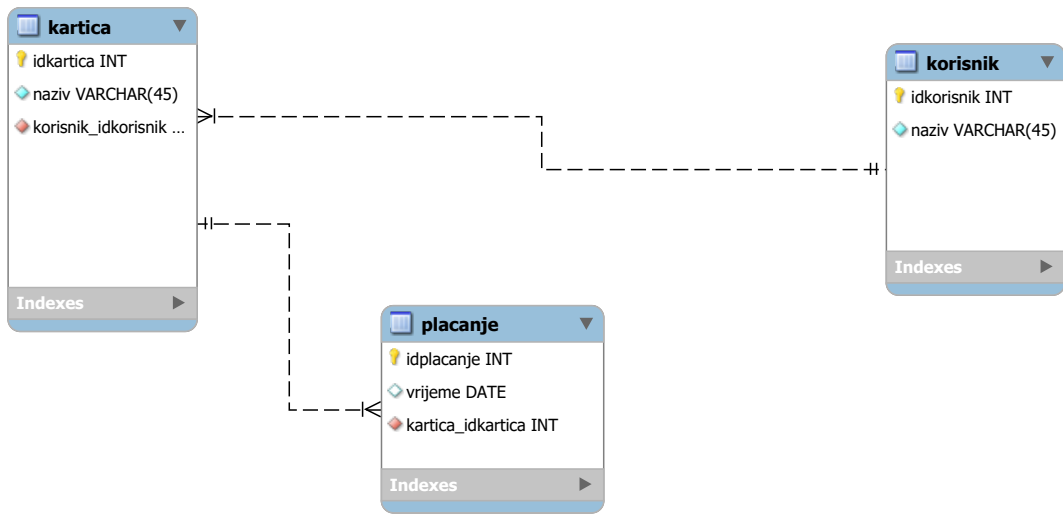 kartica
idkartica INT
naziv VARCHAR(45)
korisnik_idkorisnik ...
Indexes
korisnik
idkorisnik INT
naziv VARCHAR(45)
Indexes
placanje
idplacanje INT
vrijeme DATE
kartica_idkartica INT
Indexes